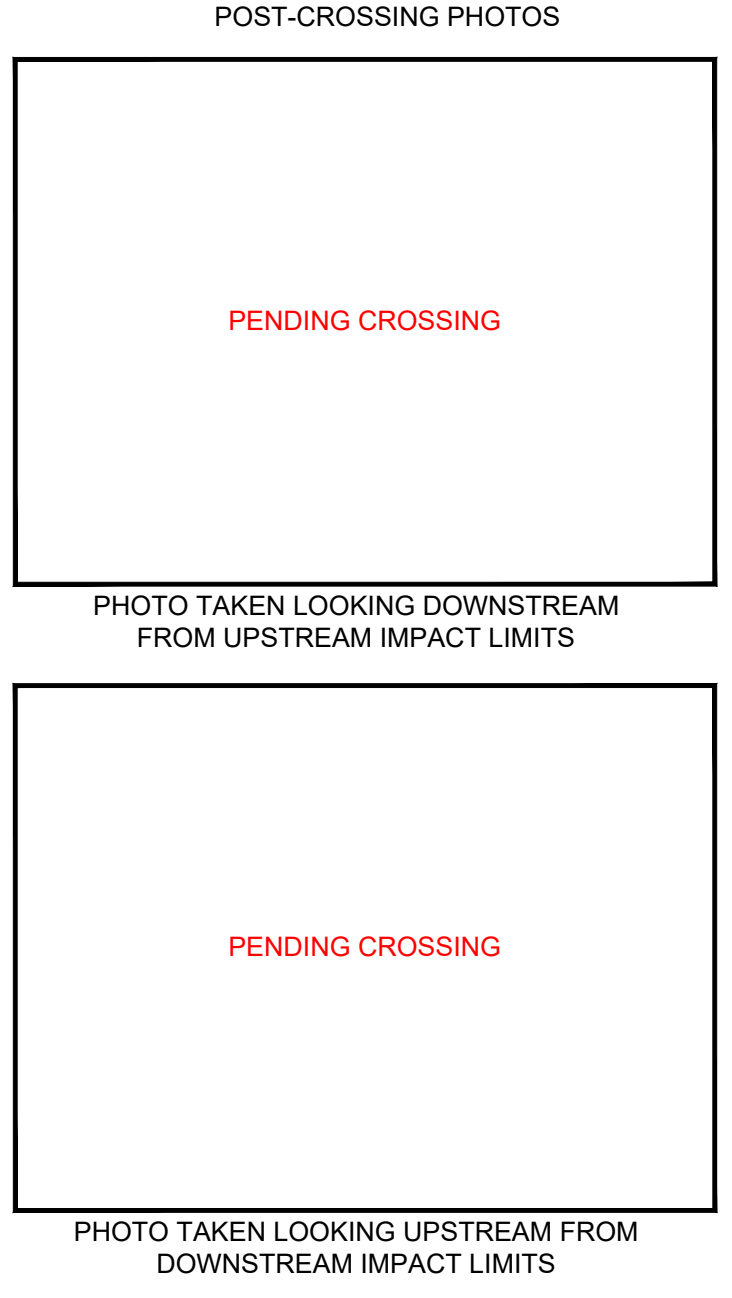 POST-CROSSING PHOTOS
PENDING CROSSING
PHOTO TAKEN LOOKING DOWNSTREAM
FROM UPSTREAM IMPACT LIMITS
PENDING CROSSING
PHOTO TAKEN LOOKING UPSTREAM FROM
DOWNSTREAM IMPACT LIMITS